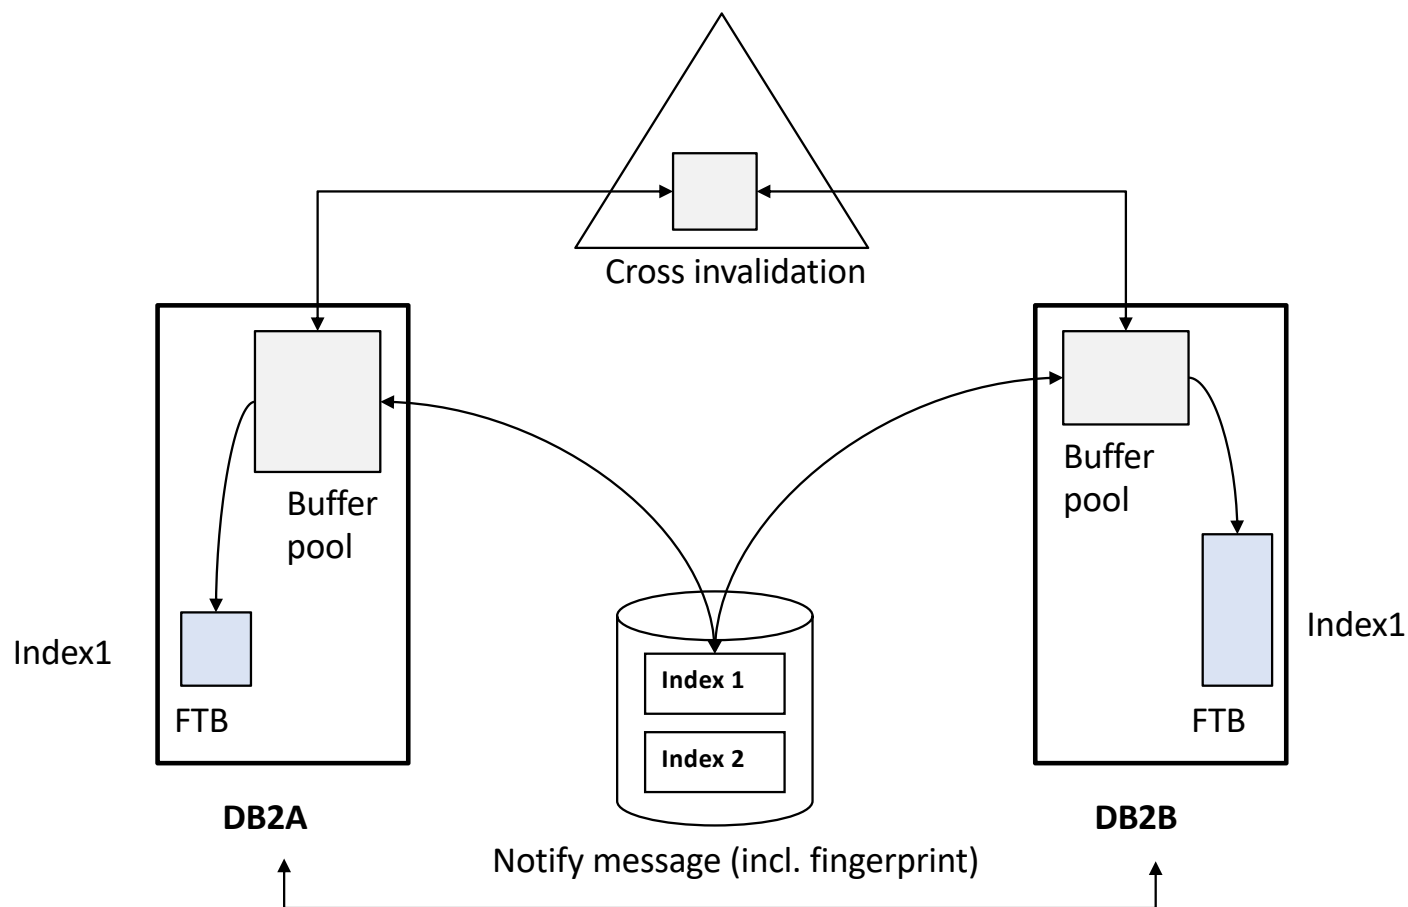 Cross invalidation
Buffer
pool
Buffer
pool
Index1
Index1
Index 1
FTB
FTB
Index 2
DB2A
DB2B
Notify message (incl. fingerprint)